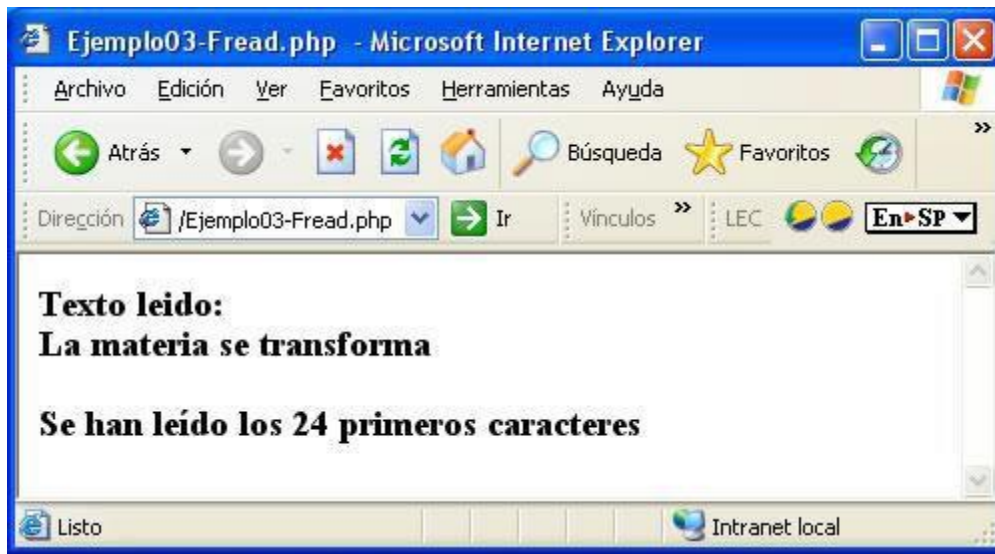 Ejemplo03-Fread.php - Microsoft Internet Explorer
Archivo Edición Ver Favoritos Herramientas Ayuda
Atrás Búsqueda Favoritos »
Dirección /Ejemplo03-Fread.php Ir Vínculos » LEC En▸SP
Texto leido:
La materia se transforma
Se han leído los 24 primeros caracteres
Listo Intranet local